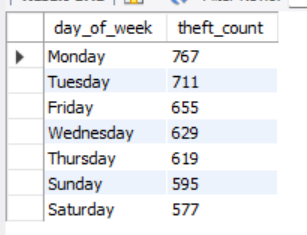 day_of_week theft_count
Monday 767
Tuesday 711
Friday 655
Wednesday 629
Thursday 619
Sunday 595
Saturday 577